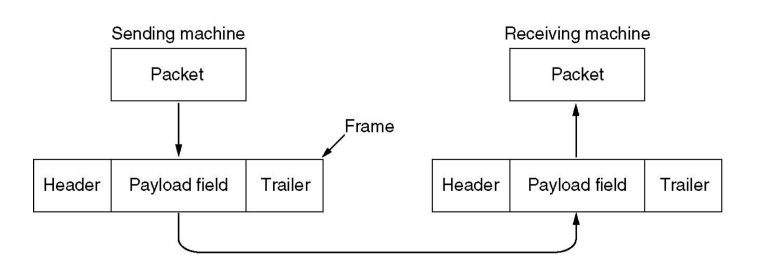 Sending machine
Receiving machine
Packet
Packet
Frame
Header
Payload field
Trailer
Header
Payload field
Trailer